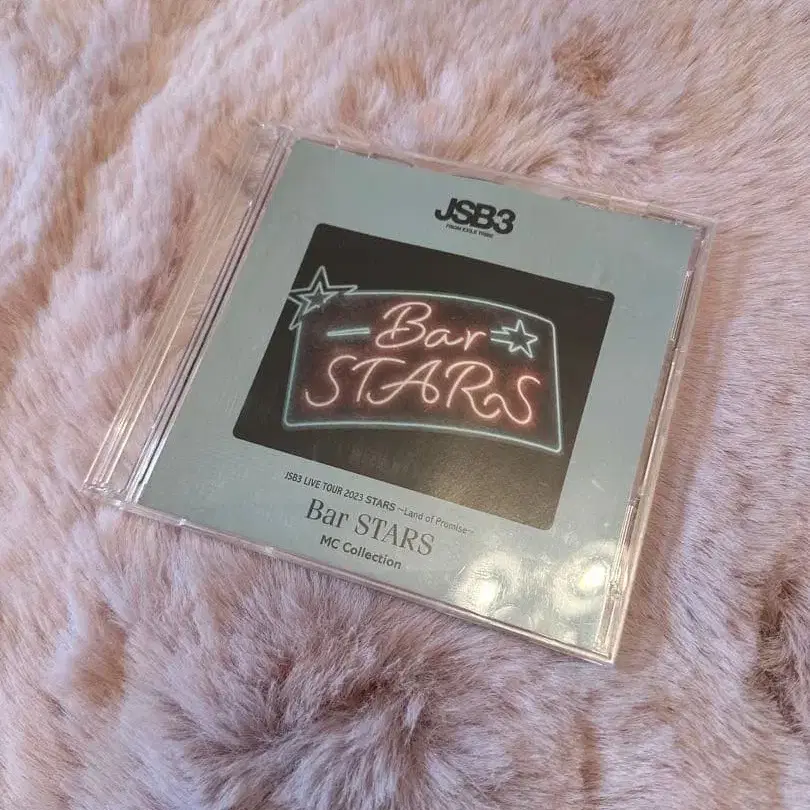 JSB3
FROM EXILE TRIBE
Bar
STARS
JSB3 LIVE TOUR 2023 STARS ～Land of Promise～
Bar STARS
MC Collection